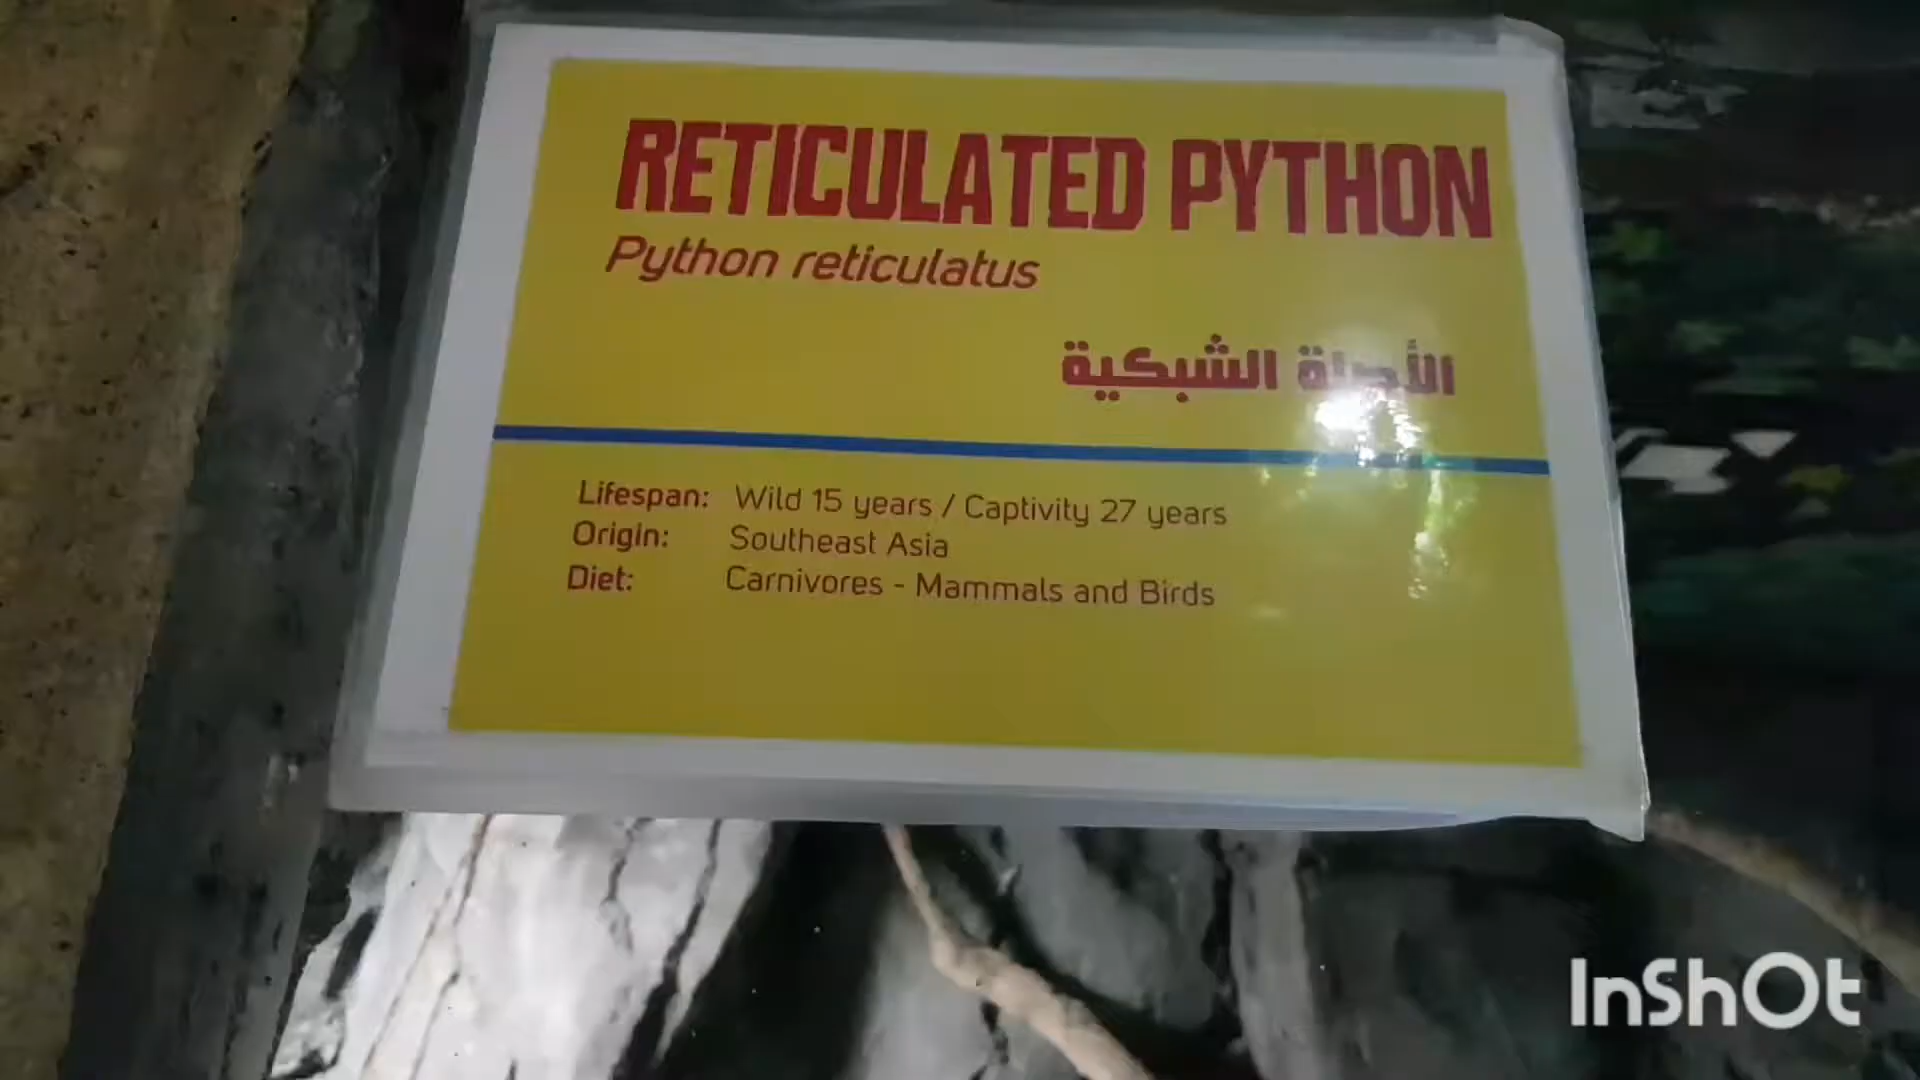 RETICULATED PYTHON
Python reticulatus
الأصلة الشبكية
Lifespan: Wild 15 years / Captivity 27 years
Origin: Southeast Asia
Diet: Carnivores - Mammals and Birds
InShOt